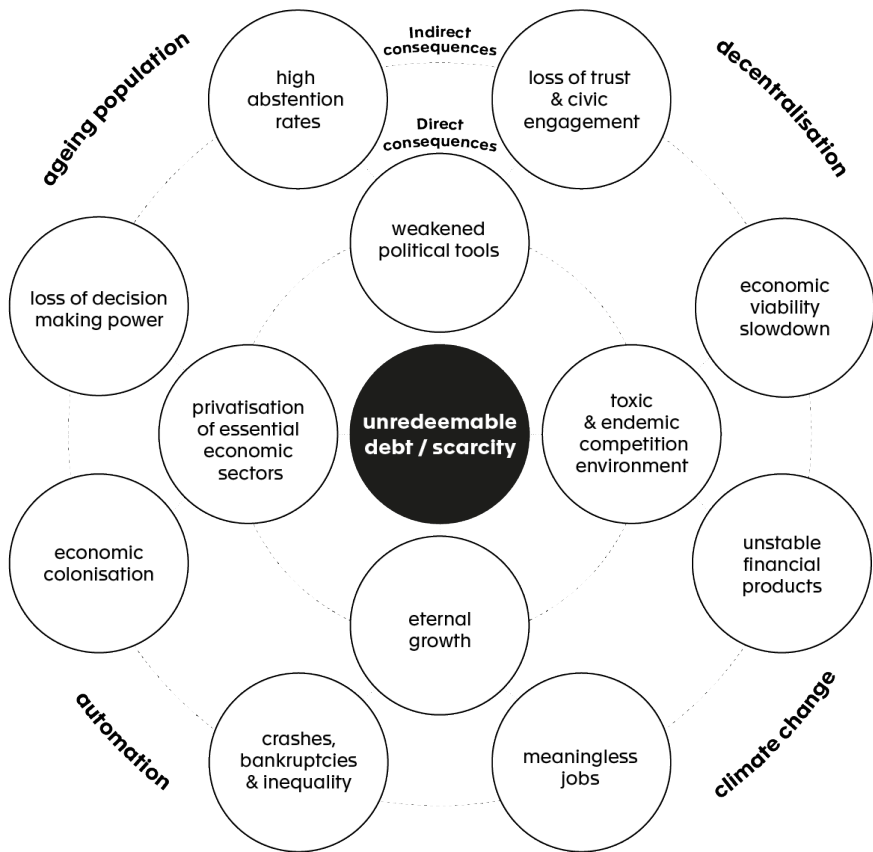 Indirect
consequences
ageing population
high
abstention
rates
loss of trust
& civic
engagement
decentralisation
Direct
consequences
weakened
political tools
loss of decision
making power
economic
viability
slowdown
privatisation
of essential
economic
sectors
unredeemable
debt / scarcity
toxic
& endemic
competition
environment
economic
colonisation
unstable
financial
products
eternal
growth
automation
crashes,
bankruptcies
& inequality
meaningless
jobs
climate change